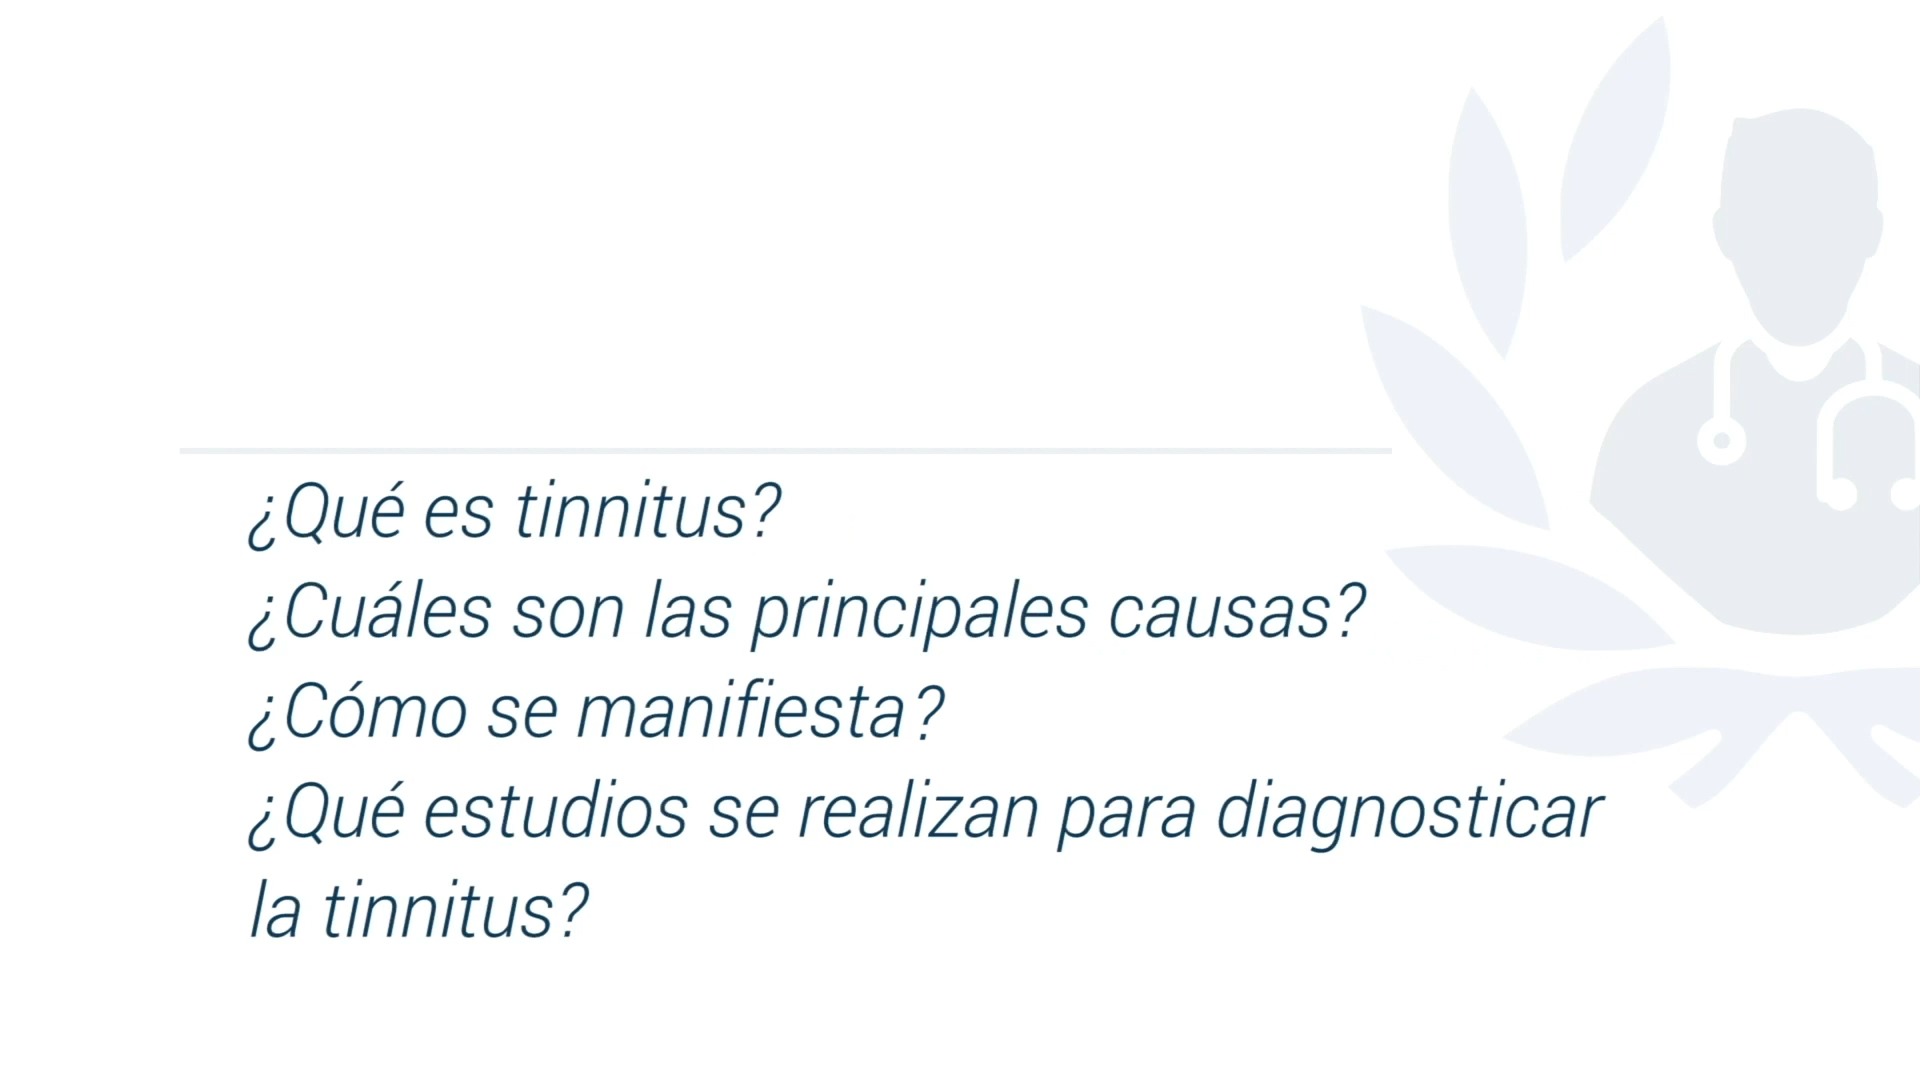 ¿Qué es tinnitus?
¿Cuáles son las principales causas?
¿Cómo se manifiesta?
¿Qué estudios se realizan para diagnosticar
la tinnitus?